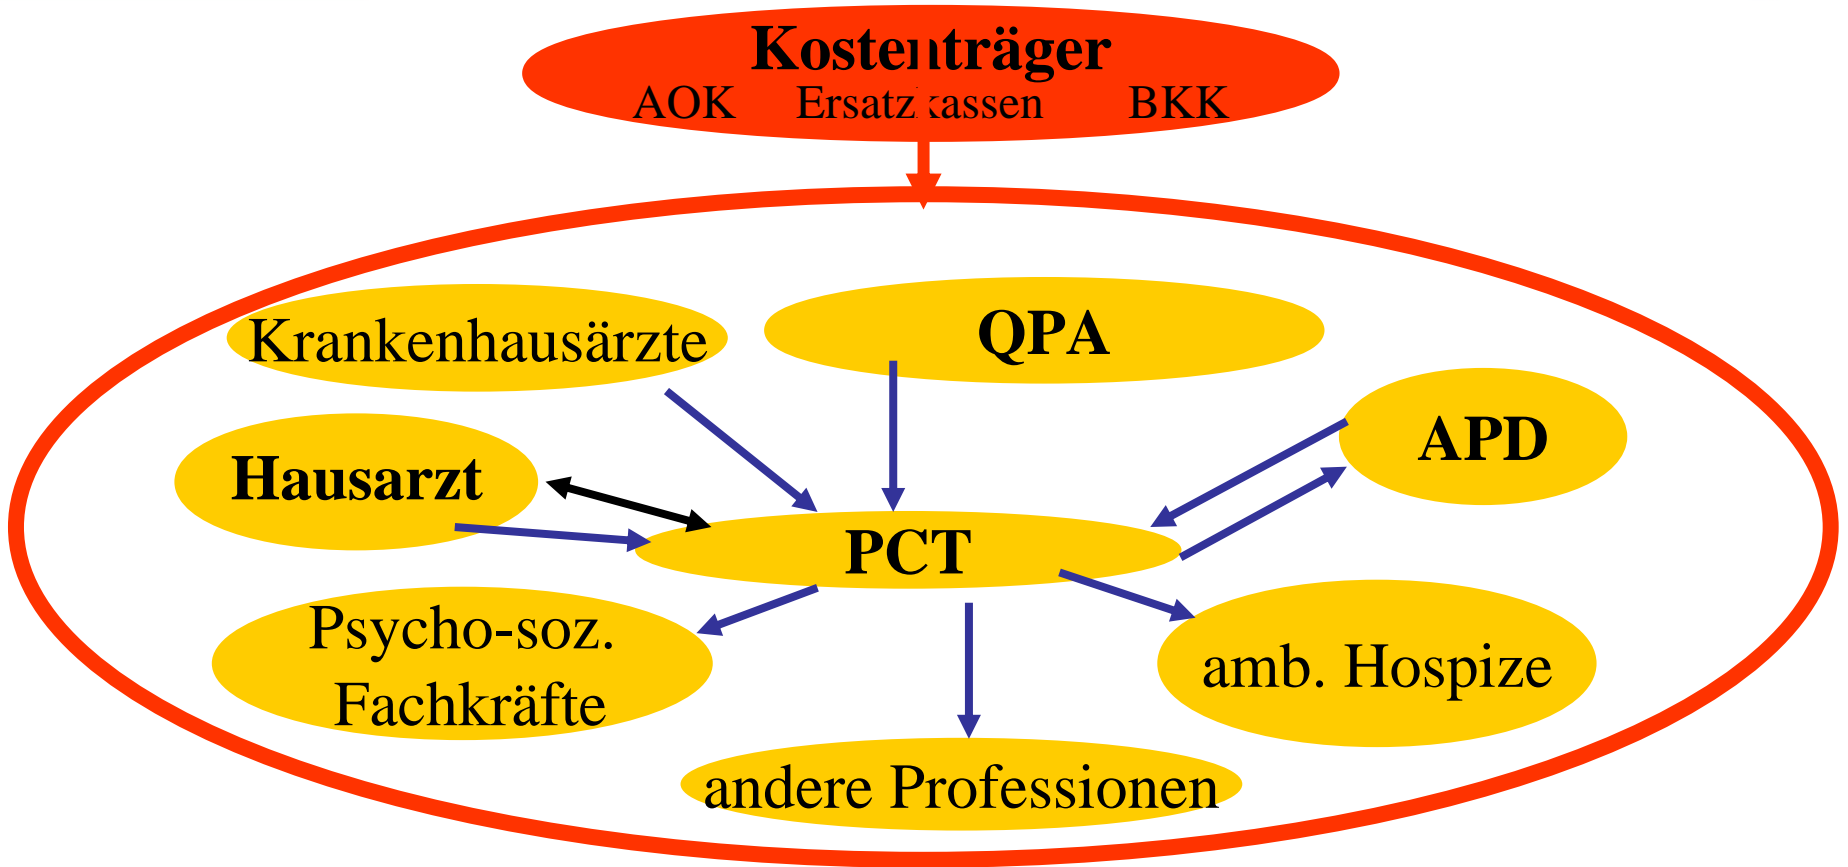 Kostenträger
AOK Ersatzkassen BKK
Krankenhausärzte
QPA
APD
Hausarzt
PCT
Psycho-soz.
Fachkräfte
amb. Hospize
andere Professionen